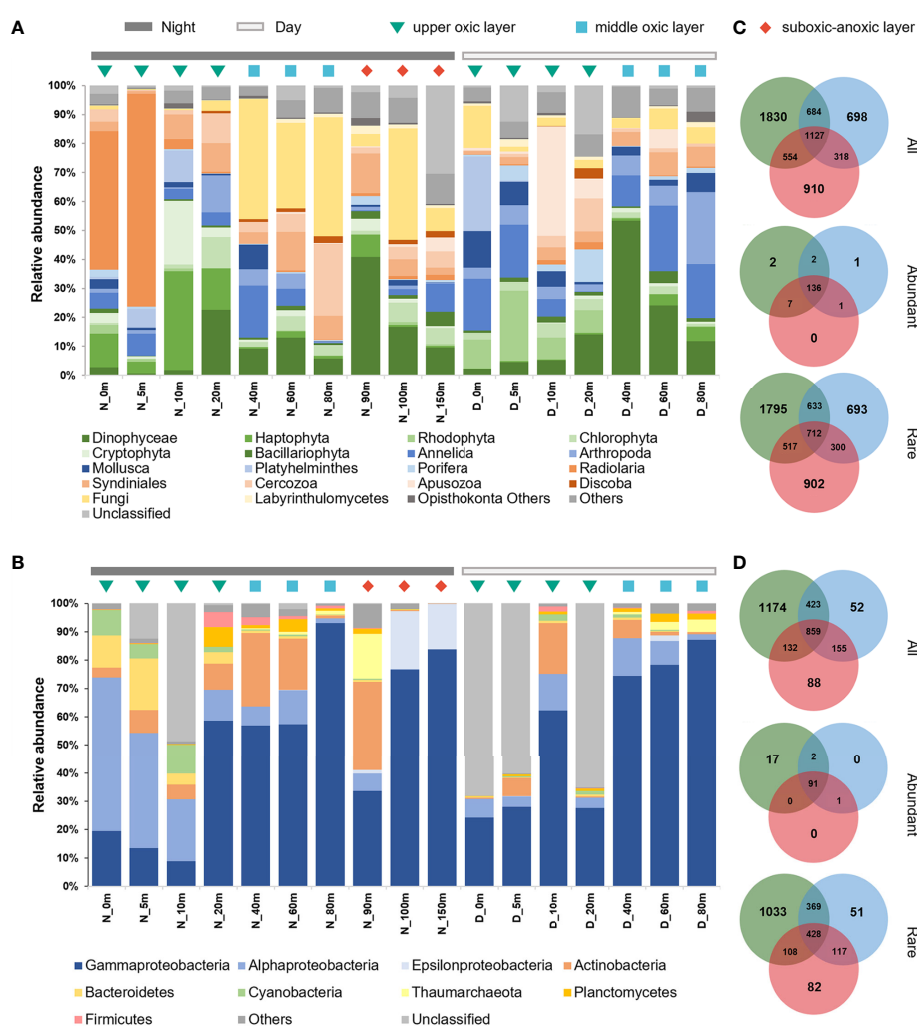 A
Night
Day
upper oxic layer
middle oxic layer
C
suboxic-anoxic layer
Relative abundance
100%
90%
80%
70%
60%
50%
40%
30%
20%
10%
0%
N_0m
N_5m
N_10m
N_20m
N_40m
N_60m
N_80m
N_90m
N_100m
N_150m
D_0m
D_5m
D_10m
D_20m
D_40m
D_60m
D_80m
Dinophyceae
Haptophyta
Rhodophyta
Chlorophyta
Cryptophyta
Bacillariophyta
Annelica
Arthropoda
Mollusca
Platyhelminthes
Porifera
Radiolaria
Syndiniales
Cercozoa
Apusozoa
Discoba
Fungi
Labyrinthulomycetes
Opisthokonta Others
Others
Unclassified
1830
684
698
1127
554
318
910
All
2
2
1
136
7
1
0
Abundant
1795
633
693
712
517
300
902
Rare
B
Relative abundance
100%
90%
80%
70%
60%
50%
40%
30%
20%
10%
0%
N_0m
N_5m
N_10m
N_20m
N_40m
N_60m
N_80m
N_90m
N_100m
N_150m
D_0m
D_5m
D_10m
D_20m
D_40m
D_60m
D_80m
Gammaproteobacteria
Alphaproteobacteria
Epsilonproteobacteria
Actinobacteria
Bacteroidetes
Cyanobacteria
Thaumarchaeota
Planctomycetes
Firmicutes
Others
Unclassified
D
1174
423
52
859
132
155
88
All
17
2
0
91
0
1
0
Abundant
1033
369
51
428
108
117
82
Rare